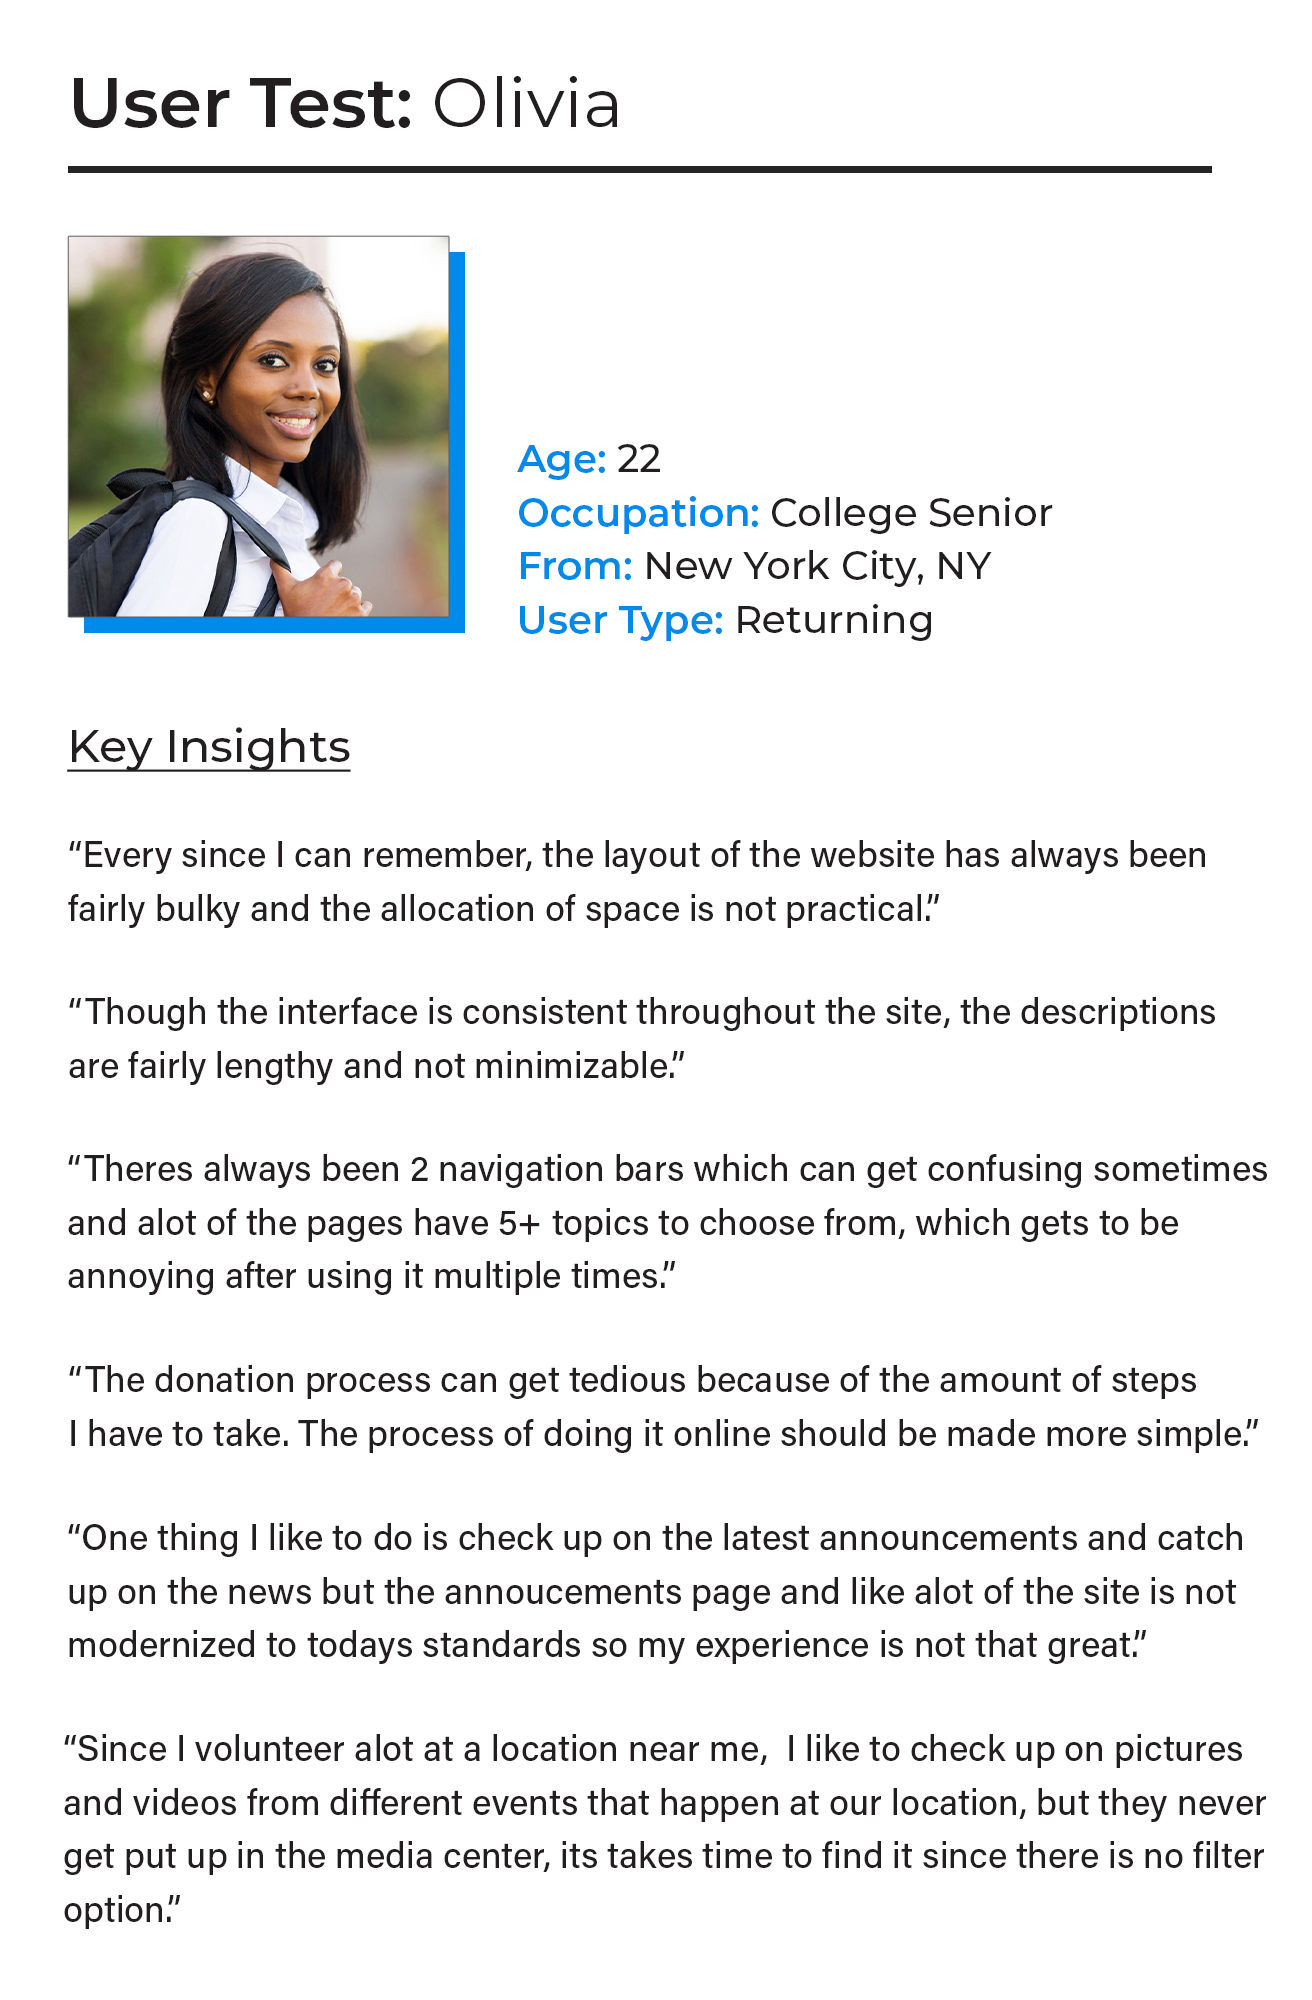 User Test: Olivia
Age: 22
Occupation: College Senior
From: New York City, NY
User Type: Returning
Key Insights
“Every since I can remember, the layout of the website has always been
fairly bulky and the allocation of space is not practical.”
“Though the interface is consistent throughout the site, the descriptions
are fairly lengthy and not minimizable.”
“Theres always been 2 navigation bars which can get confusing sometimes
and alot of the pages have 5+ topics to choose from, which gets to be
annoying after using it multiple times.”
“The donation process can get tedious because of the amount of steps
I have to take. The process of doing it online should be made more simple.”
“One thing I like to do is check up on the latest announcements and catch
up on the news but the annoucements page and like alot of the site is not
modernized to todays standards so my experience is not that great.”
“Since I volunteer alot at a location near me,  I like to check up on pictures
and videos from different events that happen at our location, but they never
get put up in the media center, its takes time to find it since there is no filter
option.”